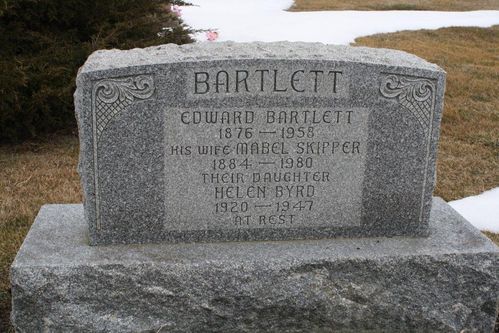 BARTLETT
EDWARD BARTLETT
1876 — 1958
HIS WIFE MABEL SKIPPER
1884 — 1980
THEIR DAUGHTER
HELEN BYRD
1920 — 1947
AT REST